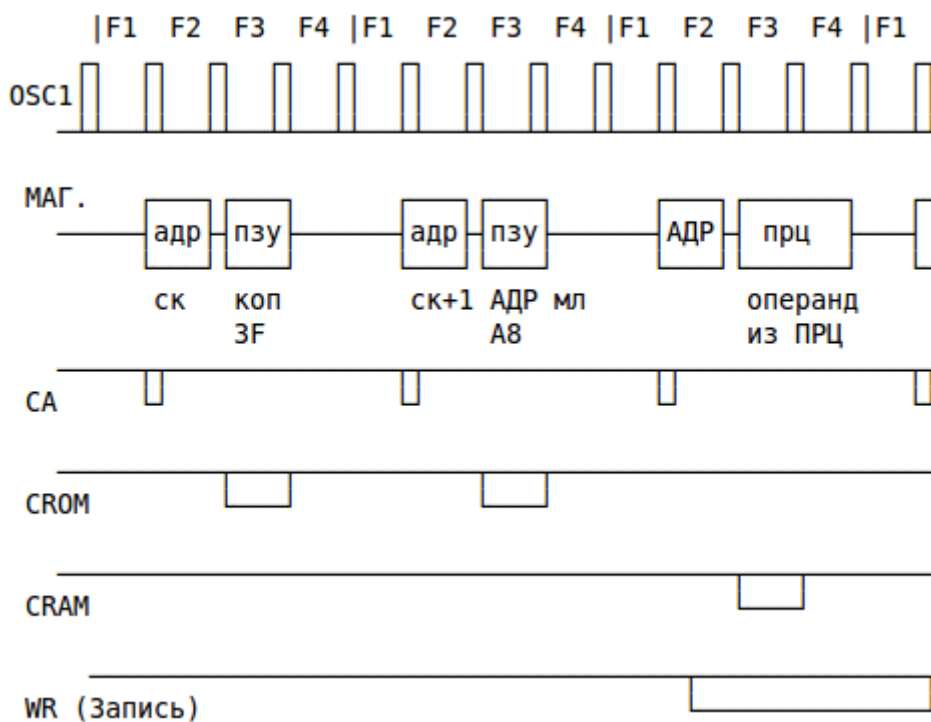 |F1 F2 F3 F4 |F1 F2 F3 F4 |F1 F2 F3 F4 |F1
OSC1
МАГ.
адр пзу адр пзу АДР прц
ск коп ск+1 АДР мл операнд
3F A8 из ПРЦ
CA
CROM
CRAM
WR (Запись)